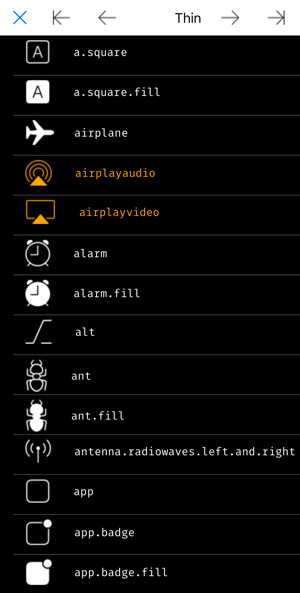 Thin
A a.square
A a.square.fill
airplane
airplayaudio
airplayvideo
alarm
alarm.fill
alt
ant
ant.fill
antenna.radiowaves.left.and.right
app
app.badge
app.badge.fill